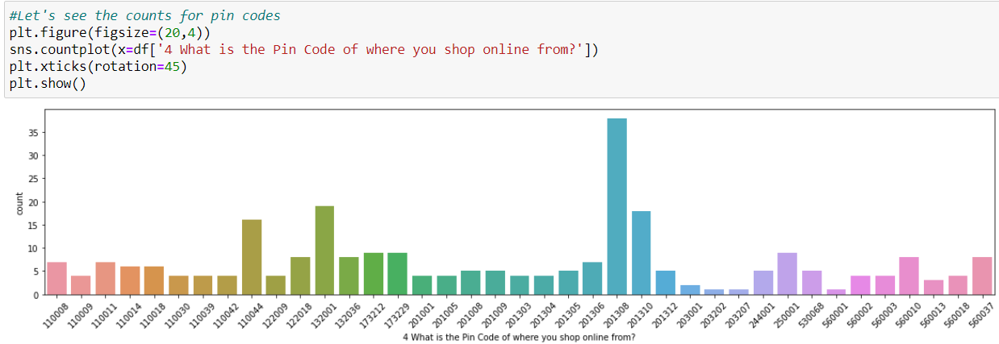 #Let's see the counts for pin codes
plt.figure(figsize=(20,4))
sns.countplot(x=df['4 What is the Pin Code of where you shop online from?'])
plt.xticks(rotation=45)
plt.show()
35
30
25
20
15
10
5
0
count
110008 110009 110011 110014 110018 110030 110039 110042 110044 122009 122018 132001 132036 173212 173229 201001 201005 201008 201009 201303 201304 201305 201306 201308 201310 201312 203001 203202 203207 244001 250001 530068 560001 560002 560003 560010 560013 560018 560037
4 What is the Pin Code of where you shop online from?